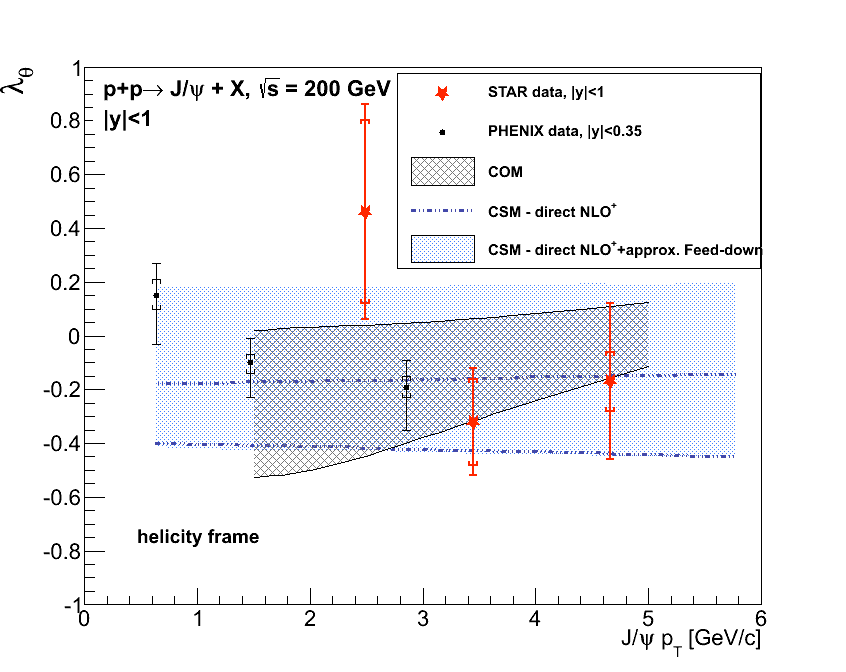 λθ
p+p→ J/ψ + X, √s = 200 GeV
|y|<1
STAR data, |y|<1
PHENIX data, |y|<0.35
COM
CSM - direct NLO⁺
CSM - direct NLO⁺+approx. Feed-down
1
0.8
0.6
0.4
0.2
0
-0.2
-0.4
-0.6
-0.8
-1
helicity frame
0 1 2 3 4 5 6
J/ψ pT [GeV/c]